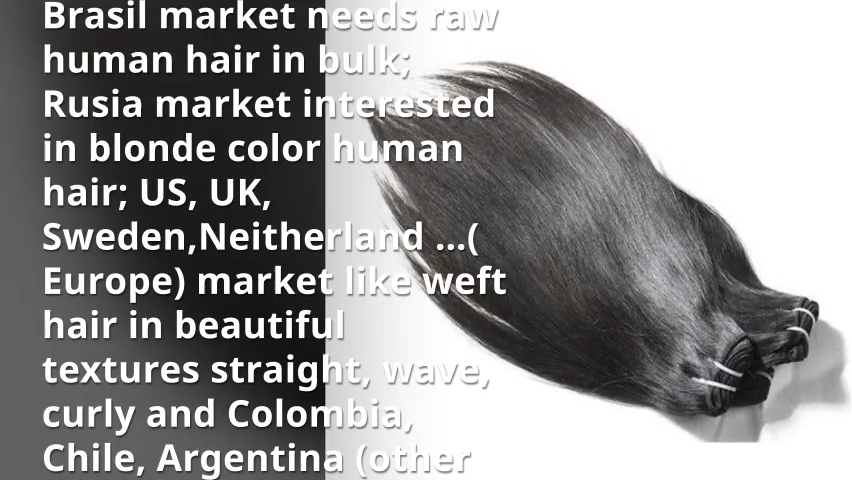 Brasil market needs raw
human hair in bulk;
Rusia market interested
in blonde color human
hair; US, UK,
Sweden,Neitherland ...(
Europe) market like weft
hair in beautiful
textures straight, wave,
curly and Colombia,
Chile, Argentina (other